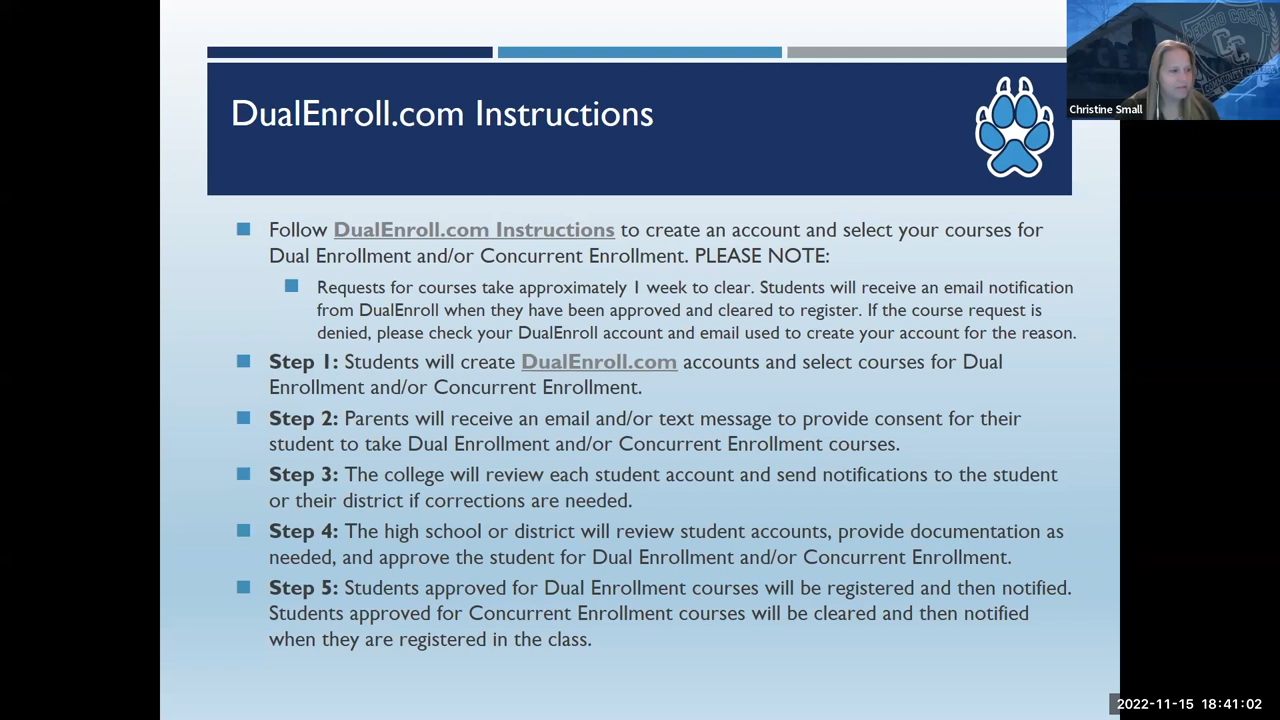 DualEnroll.com Instructions
Christine Small
Follow DualEnroll.com Instructions to create an account and select your courses for
Dual Enrollment and/or Concurrent Enrollment. PLEASE NOTE:
Requests for courses take approximately 1 week to clear. Students will receive an email notification
from DualEnroll when they have been approved and cleared to register. If the course request is
denied, please check your DualEnroll account and email used to create your account for the reason.
Step 1: Students will create DualEnroll.com accounts and select courses for Dual
Enrollment and/or Concurrent Enrollment.
Step 2: Parents will receive an email and/or text message to provide consent for their
student to take Dual Enrollment and/or Concurrent Enrollment courses.
Step 3: The college will review each student account and send notifications to the student
or their district if corrections are needed.
Step 4: The high school or district will review student accounts, provide documentation as
needed, and approve the student for Dual Enrollment and/or Concurrent Enrollment.
Step 5: Students approved for Dual Enrollment courses will be registered and then notified.
Students approved for Concurrent Enrollment courses will be cleared and then notified
when they are registered in the class.
2022-11-15 18:41:02